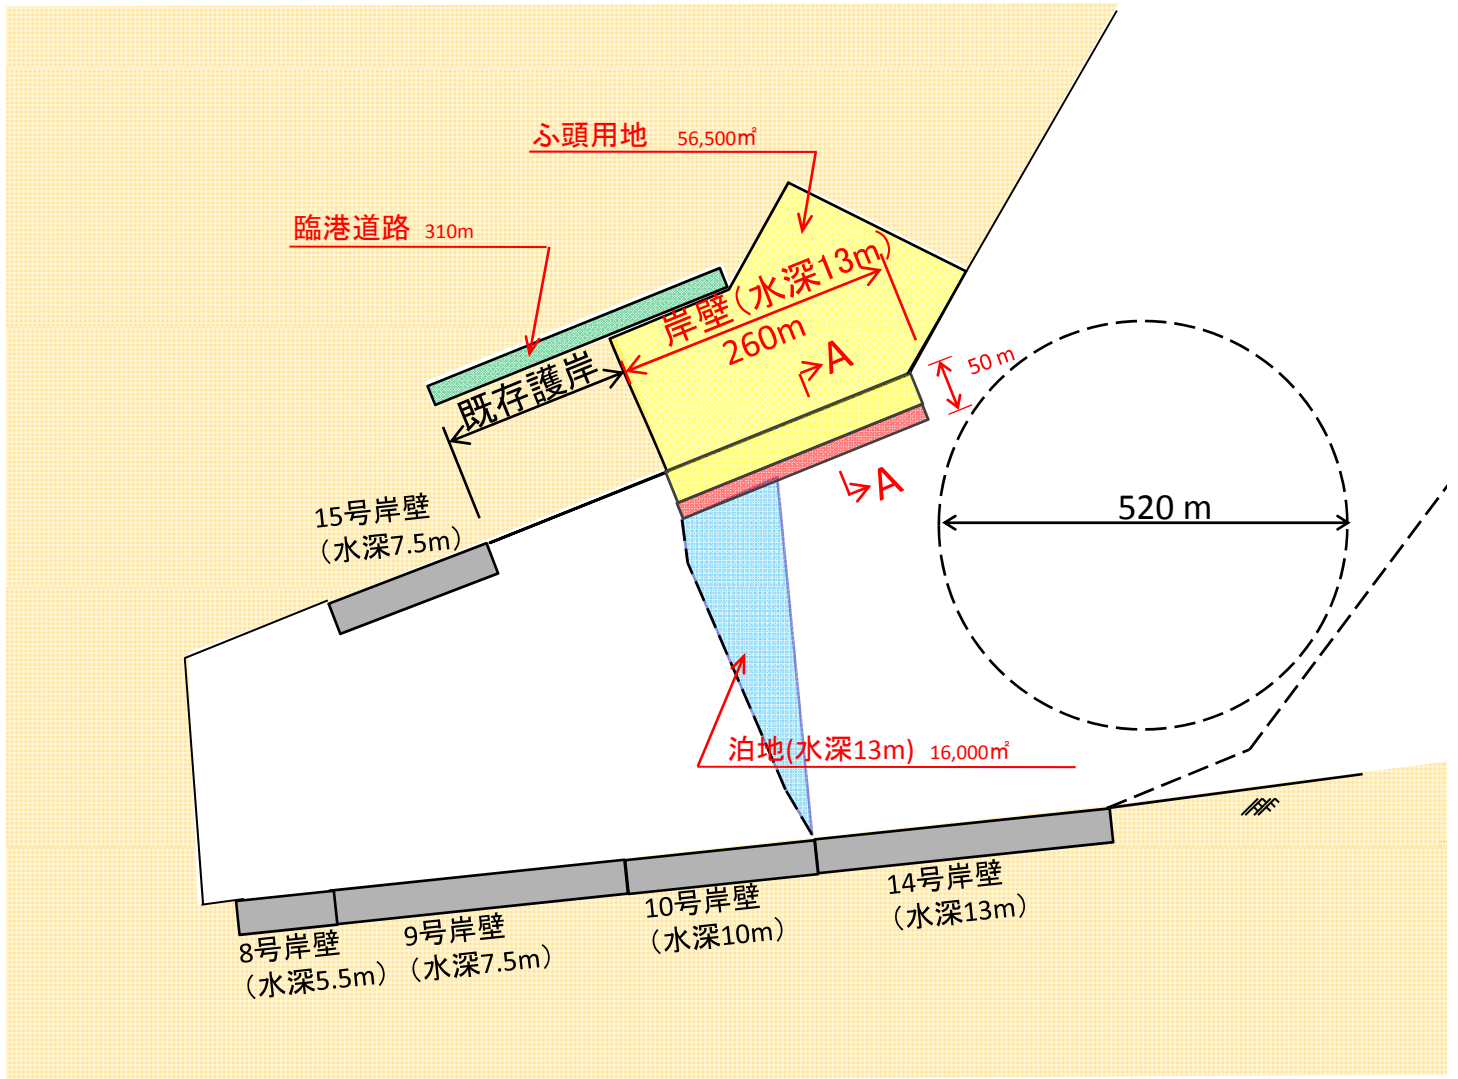 ふ頭用地 56,500㎡
臨港道路 310m
岸壁(水深13m)
260m
A
50 m
既存護岸
A
520 m
15号岸壁
(水深7.5m)
泊地(水深13m) 16,000㎡
14号岸壁
(水深13m)
10号岸壁
(水深10m)
9号岸壁
(水深7.5m)
8号岸壁
(水深5.5m)